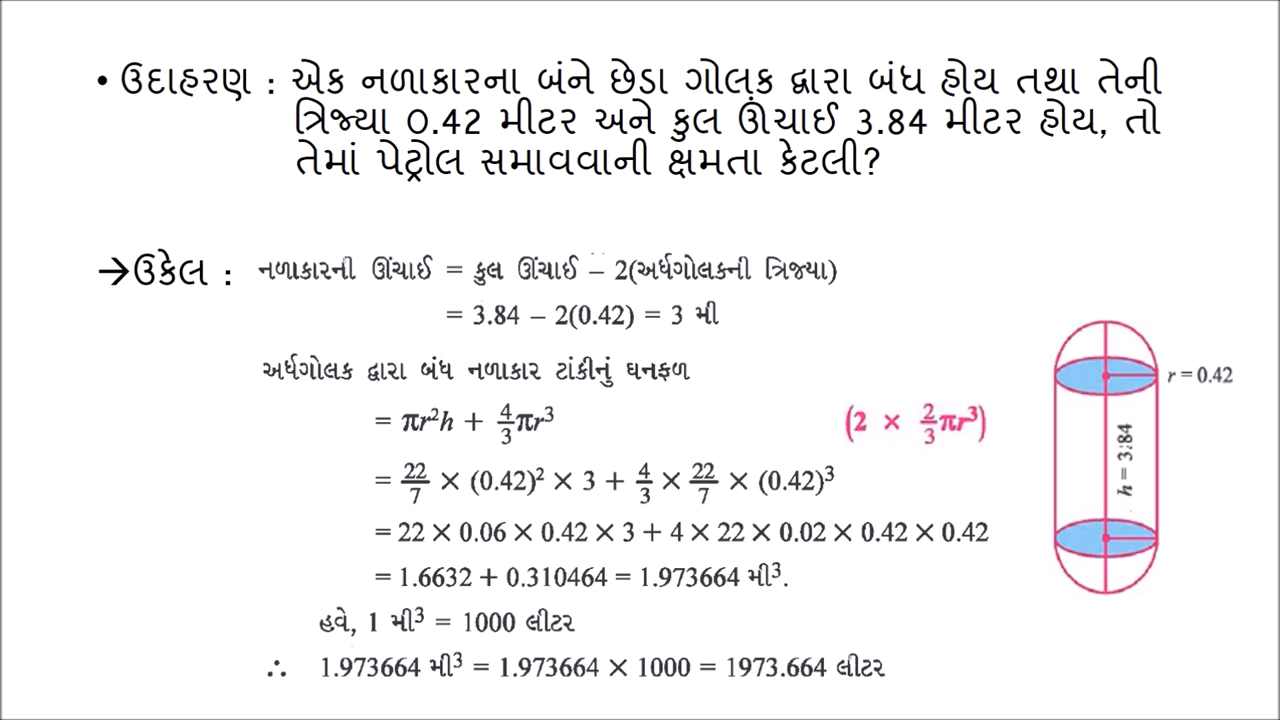 • ઉદાહરણ : એક નળાકારના બંને છેડા ગોલક દ્વારા બંધ હોય તથા તેની
ત્રિજ્યા 0.42 મીટર અને કુલ ઊંચાઈ 3.84 મીટર હોય, તો
તેમાં પેટ્રોલ સમાવવાની ક્ષમતા કેટલી?
→ઉકેલ : નળાકારની ઊંચાઈ = કુલ ઊંચાઈ – 2(અર્ધગોલકની ત્રિજ્યા)
= 3.84 – 2(0.42) = 3 મી
અર્ધગોલક દ્વારા બંધ નળાકાર ટાંકીનું ઘનફળ
= πr²h + 4/3 πr³ (2 × 2/3 πr³)
= 22/7 × (0.42)² × 3 + 4/3 × 22/7 × (0.42)³
= 22 × 0.06 × 0.42 × 3 + 4 × 22 × 0.02 × 0.42 × 0.42
= 1.6632 + 0.310464 = 1.973664 મી³.
હવે, 1 મી³ = 1000 લીટર
∴ 1.973664 મી³ = 1.973664 × 1000 = 1973.664 લીટર
r = 0.42
h = 3.84